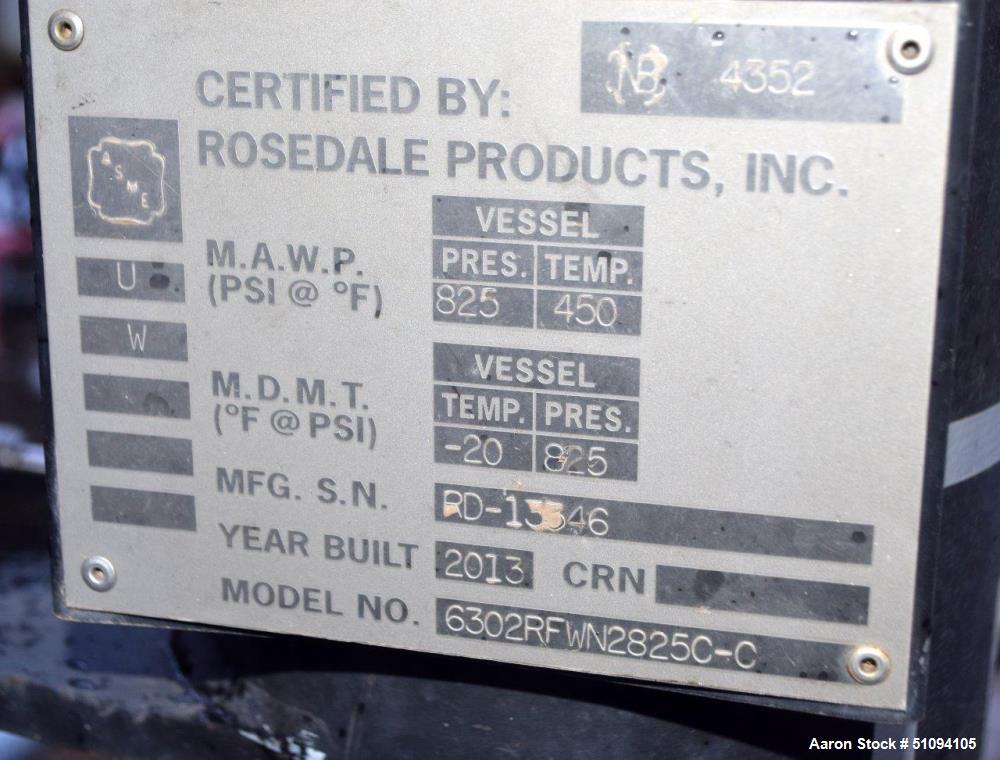 NB 4352
CERTIFIED BY:
ROSEDALE PRODUCTS, INC.
ASME
U
W
M.A.W.P.
(PSI @ °F)
VESSEL
PRES. TEMP.
825 450
M.D.M.T.
(°F @ PSI)
VESSEL
TEMP. PRES.
-20 825
MFG. S.N.
YEAR BUILT 2013 CRN
MODEL NO. 6302RFWN2825C-C
Aaron Stock # 51094105